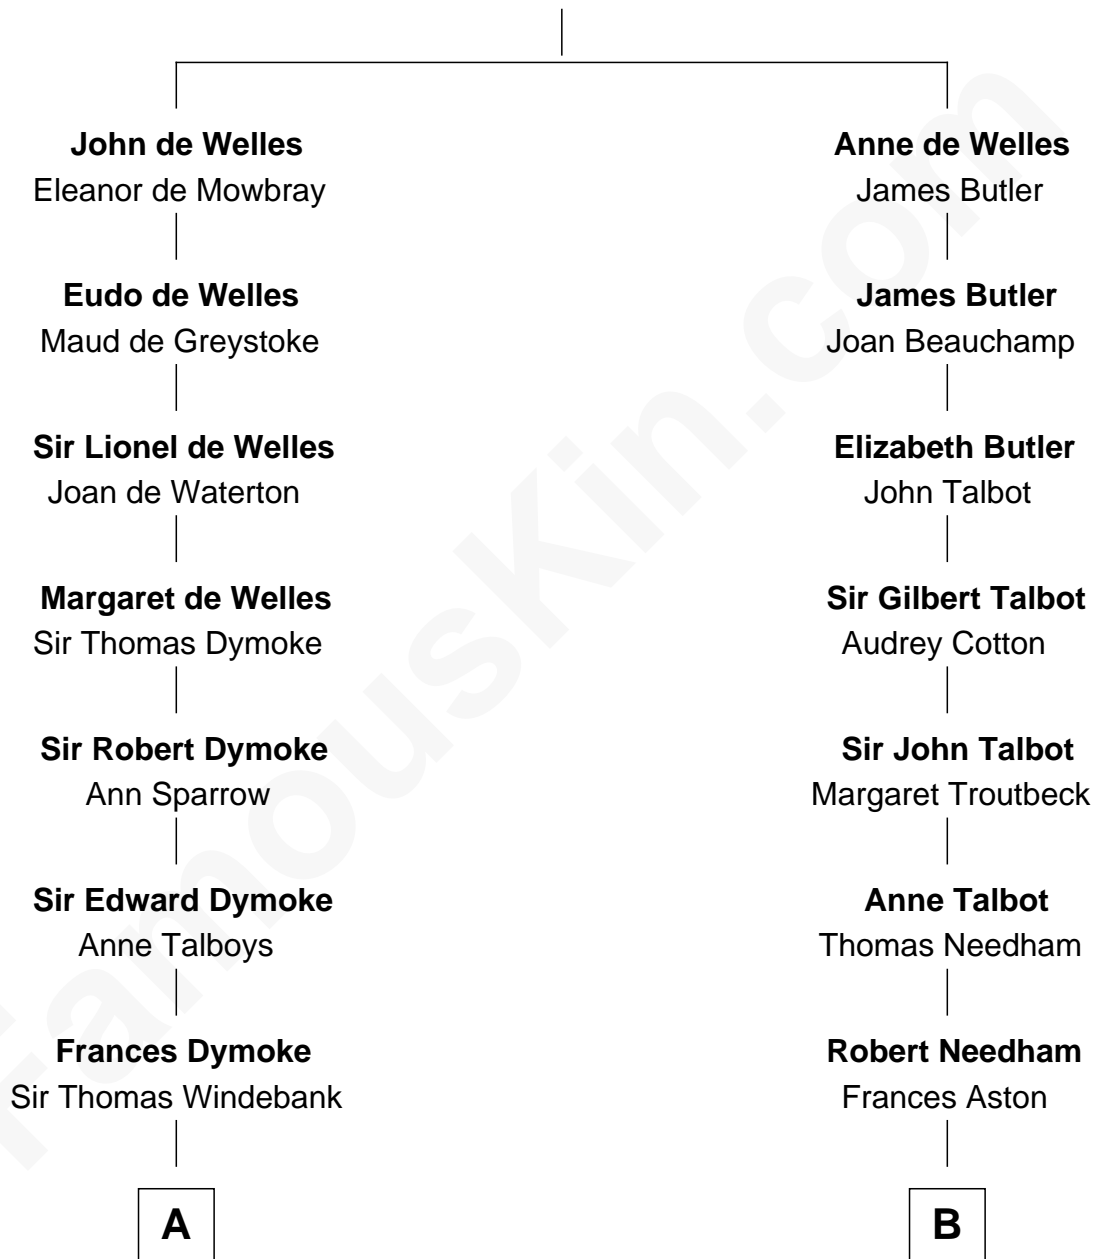 John de Welles
Eleanor de Mowbray
Eudo de Welles
Maud de Greystoke
Sir Lionel de Welles
Joan de Waterton
Margaret de Welles
Sir Thomas Dymoke
Sir Robert Dymoke
Ann Sparrow
Sir Edward Dymoke
Anne Talboys
Frances Dymoke
Sir Thomas Windebank
A
Anne de Welles
James Butler
James Butler
Joan Beauchamp
Elizabeth Butler
John Talbot
Sir Gilbert Talbot
Audrey Cotton
Sir John Talbot
Margaret Troutbeck
Anne Talbot
Thomas Needham
Robert Needham
Frances Aston
B
FamousKin.com